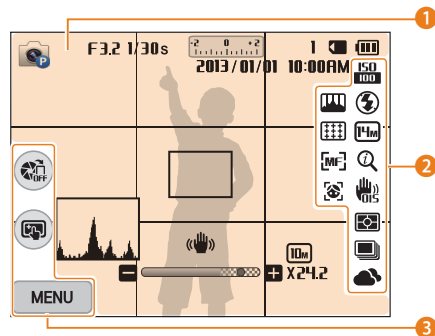 1
F3.2 1/30s
-2 0 +2
1
2013/01/01 10:00AM
ISO
100
14M
MF
i
OIS
2
P
OFF
10M
X24.2
MENU
3